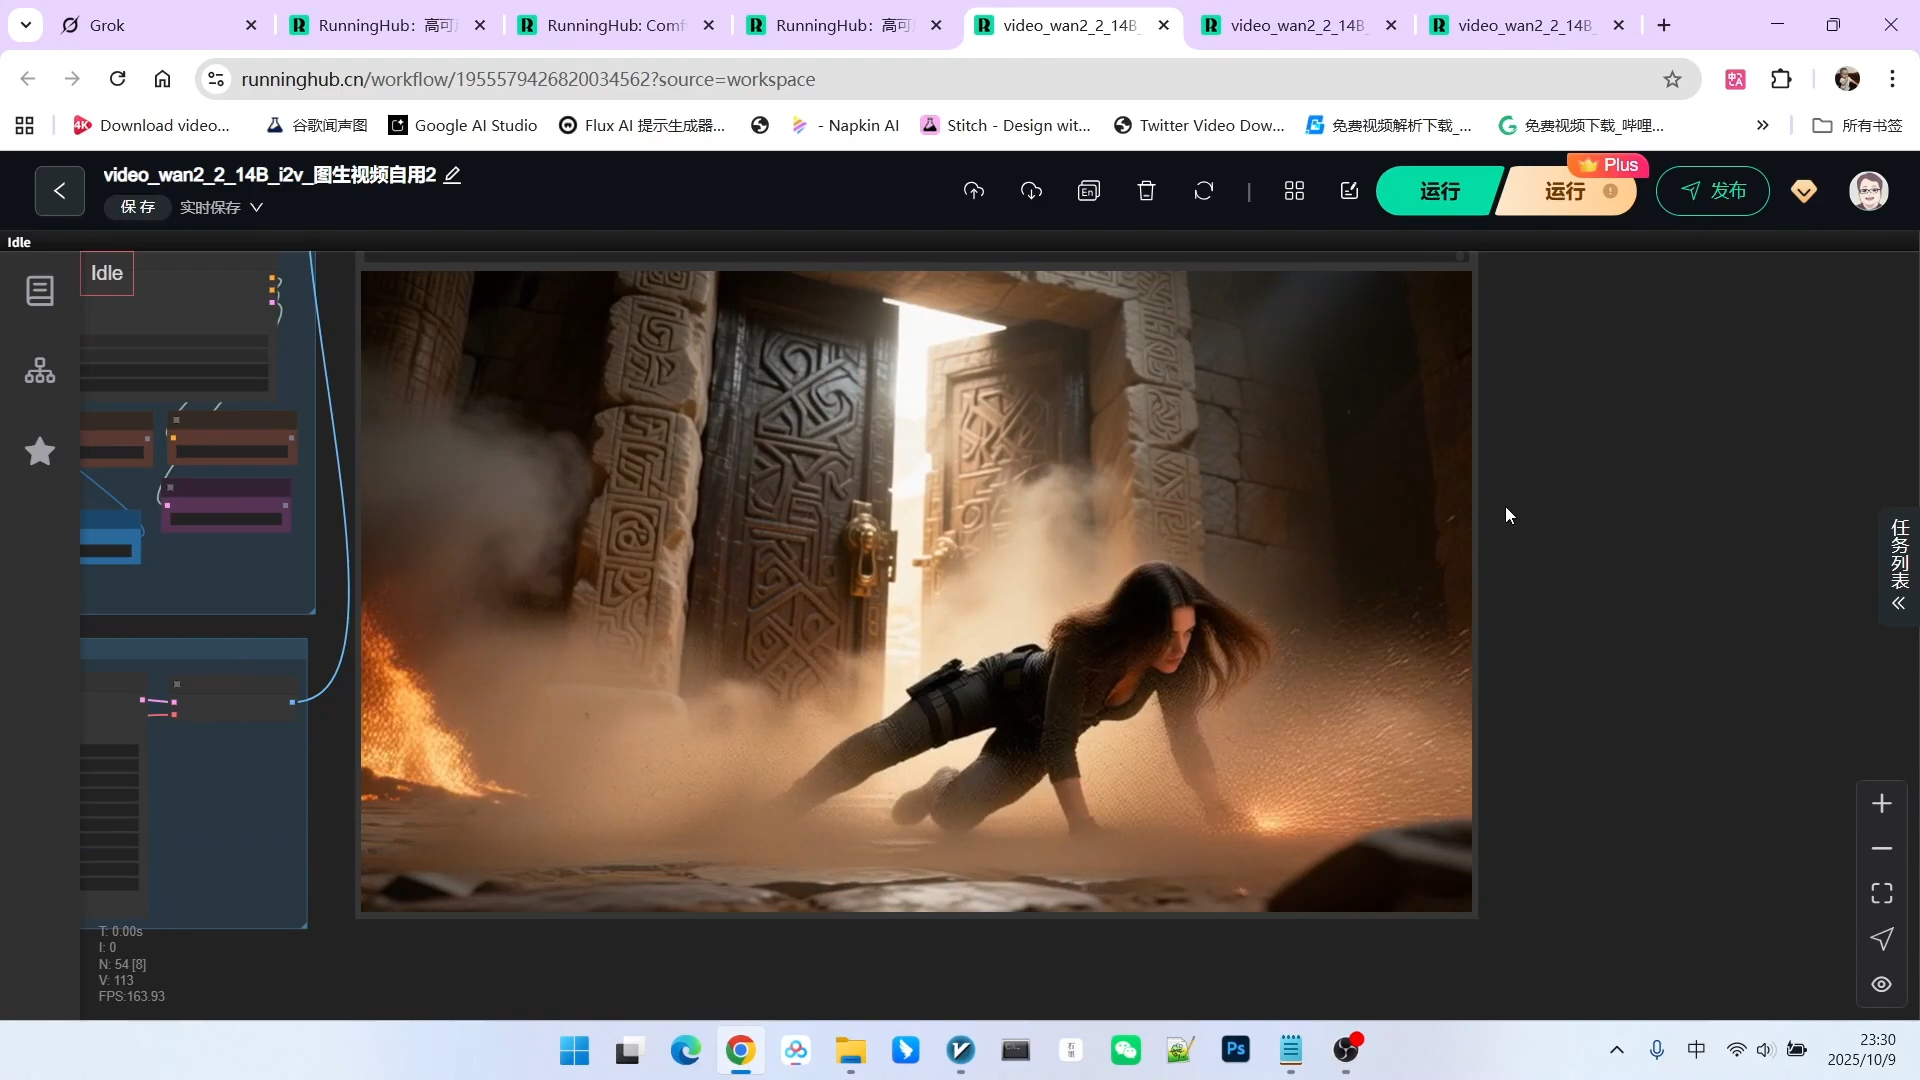 Grok
RunningHub：高可
RunningHub: Comf
RunningHub：高可
video_wan2_2_14B_
video_wan2_2_14B_
video_wan2_2_14B_
runninghub.cn/workflow/1955579426820034562?source=workspace
Download video...
谷歌闻声图
Google AI Studio
Flux AI 提示生成器...
- Napkin AI
Stitch - Design wit...
Twitter Video Dow...
免费视频解析下载_...
免费视频下载_哔哩...
所有书签
video_wan2_2_14B_i2v_图生视频自用2
保存
实时保存
En
运行
运行
Plus
发布
Idle
Idle
任务列表
T: 0.00s
I: 0
N: 54 [8]
V: 113
FPS:163.93
Ps
中
23:30
2025/10/9